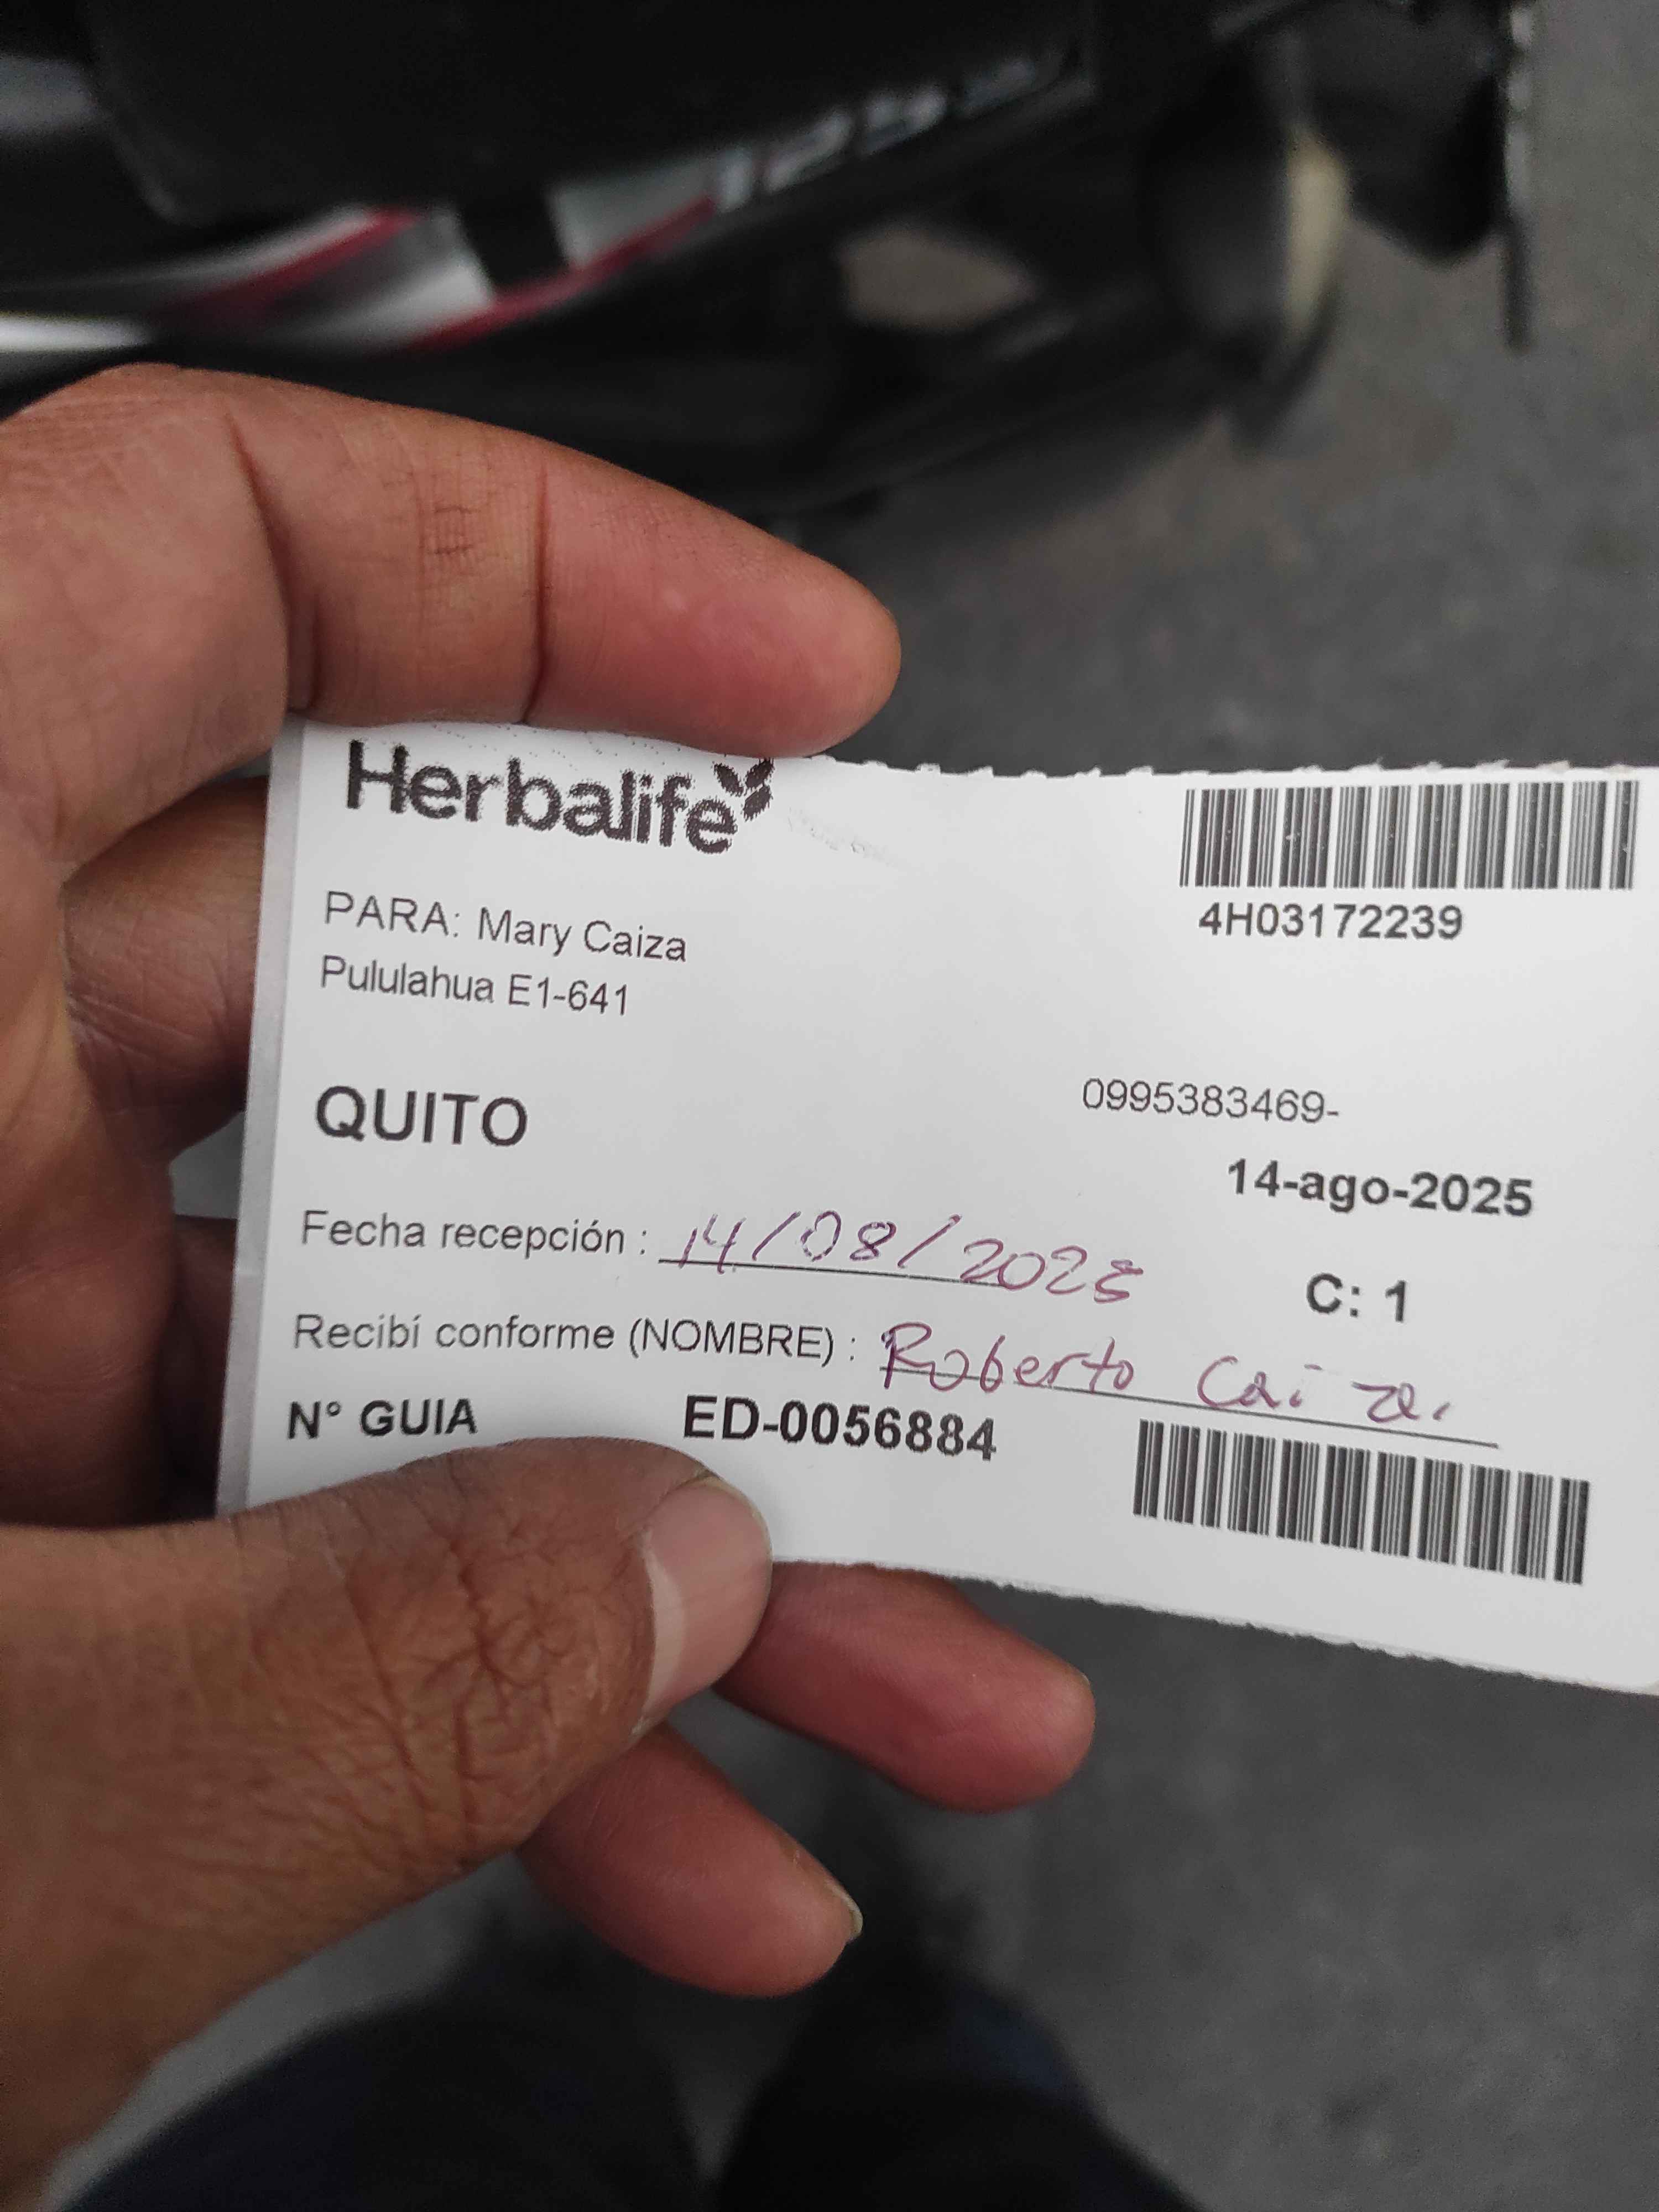 Herbalife
4H03172239
PARA: Mary Caiza
Pululahua E1-641
QUITO
0995383469-
14-ago-2025
Fecha recepción : 14/08/2025
C: 1
Recibí conforme (NOMBRE) : Roberto Caiza.
N° GUIA ED-0056884